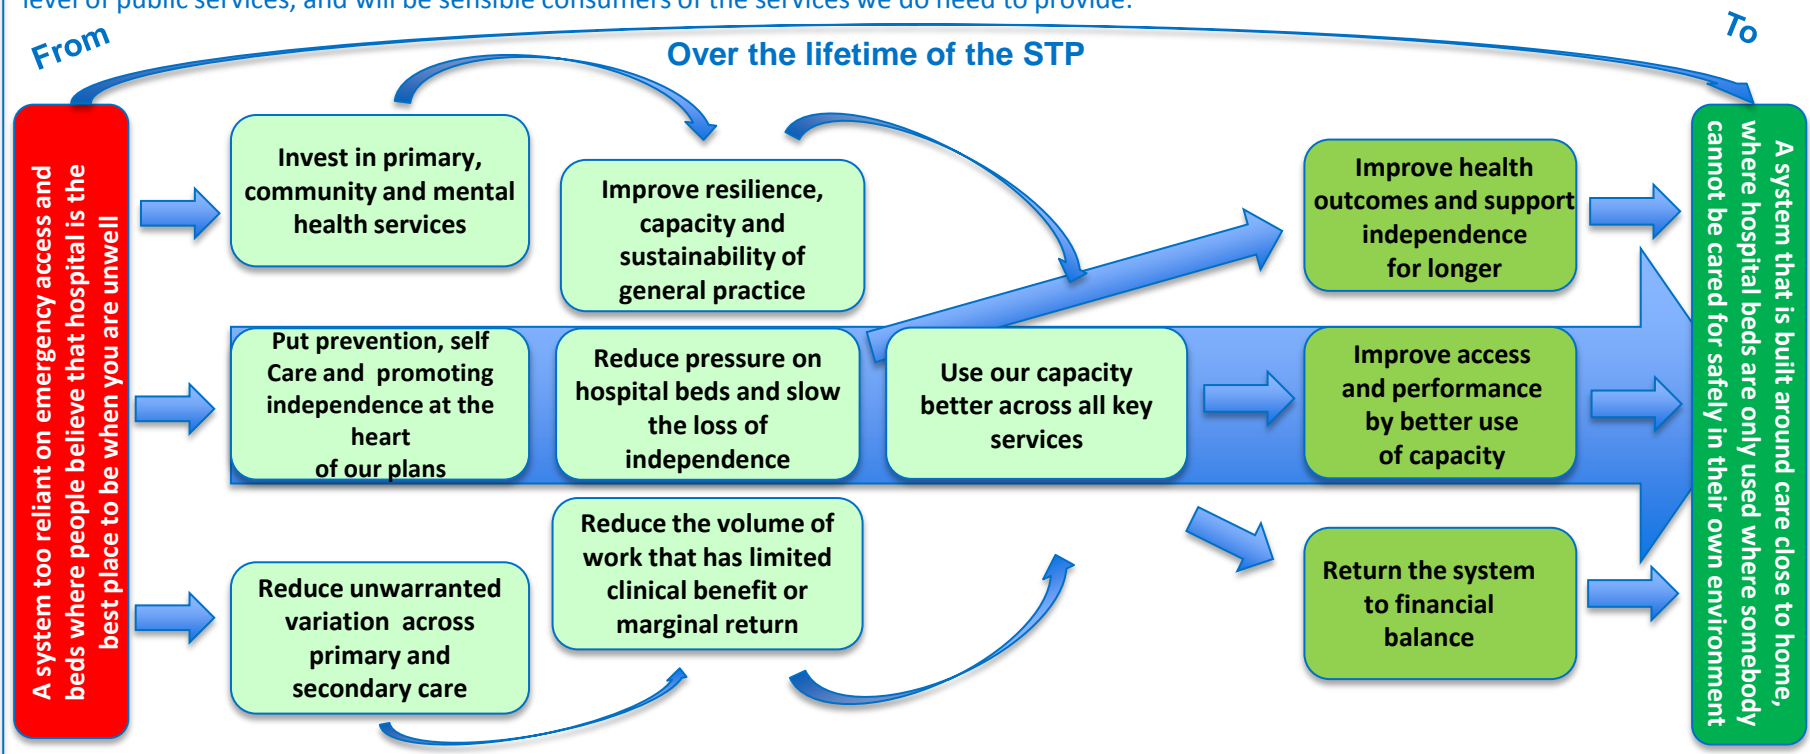 level of public services, and will be sensible consumers of the services we do need to provide.
From
To
Over the lifetime of the STP
A system too reliant on emergency access and
beds where people believe that hospital is the
best place to be when you are unwell
Invest in primary,
community and mental
health services
Put prevention, self
Care and promoting
independence at the
heart
of our plans
Reduce unwarranted
variation across
primary and
secondary care
Improve resilience,
capacity and
sustainability of
general practice
Reduce pressure on
hospital beds and slow
the loss of
independence
Reduce the volume of
work that has limited
clinical benefit or
marginal return
Use our capacity
better across all key
services
Improve health
outcomes and support
independence
for longer
Improve access
and performance
by better use
of capacity
Return the system
to financial
balance
A system that is built around care close to home,
where hospital beds are only used where somebody
cannot be cared for safely in their own environment